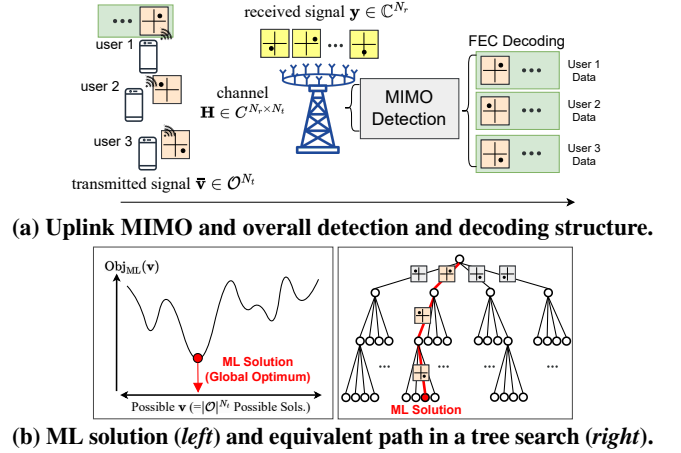 received signal y ∈ ℂ^{N_r}
user 1
user 2
user 3
channel
H ∈ C^{N_r×N_t}
MIMO
Detection
FEC Decoding
User 1
Data
User 2
Data
User 3
Data
transmitted signal v̄ ∈ 𝒪^{N_t}
(a) Uplink MIMO and overall detection and decoding structure.
Obj_{ML}(v)
ML Solution
(Global Optimum)
Possible v (=|𝒪|^{N_t} Possible Sols.)
...
...
...
ML Solution
(b) ML solution (left) and equivalent path in a tree search (right).